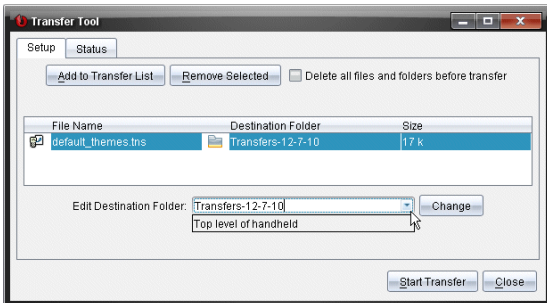 Transfer Tool
Setup Status
Add to Transfer List Remove Selected Delete all files and folders before transfer
File Name Destination Folder Size
default_themes.tns Transfers-12-7-10 17 k
Edit Destination Folder: Transfers-12-7-10 Change
Top level of handheld
Start Transfer Close